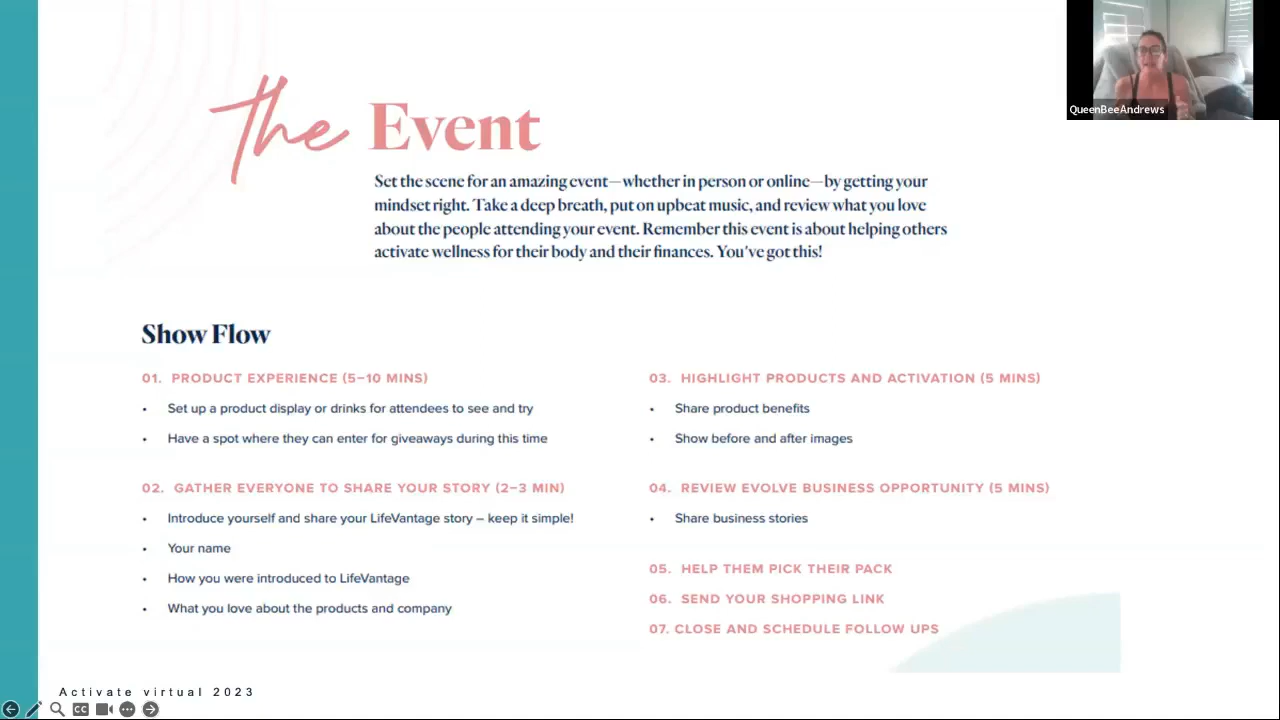 QueenBeeAndrews
the Event
Set the scene for an amazing event—whether in person or online—by getting your
mindset right. Take a deep breath, put on upbeat music, and review what you love
about the people attending your event. Remember this event is about helping others
activate wellness for their body and their finances. You've got this!
Show Flow
01. PRODUCT EXPERIENCE (5–10 MINS)
• Set up a product display or drinks for attendees to see and try
• Have a spot where they can enter for giveaways during this time
02. GATHER EVERYONE TO SHARE YOUR STORY (2–3 MIN)
• Introduce yourself and share your LifeVantage story – keep it simple!
• Your name
• How you were introduced to LifeVantage
• What you love about the products and company
03. HIGHLIGHT PRODUCTS AND ACTIVATION (5 MINS)
• Share product benefits
• Show before and after images
04. REVIEW EVOLVE BUSINESS OPPORTUNITY (5 MINS)
• Share business stories
05. HELP THEM PICK THEIR PACK
06. SEND YOUR SHOPPING LINK
07. CLOSE AND SCHEDULE FOLLOW UPS
Activate virtual 2023
CC